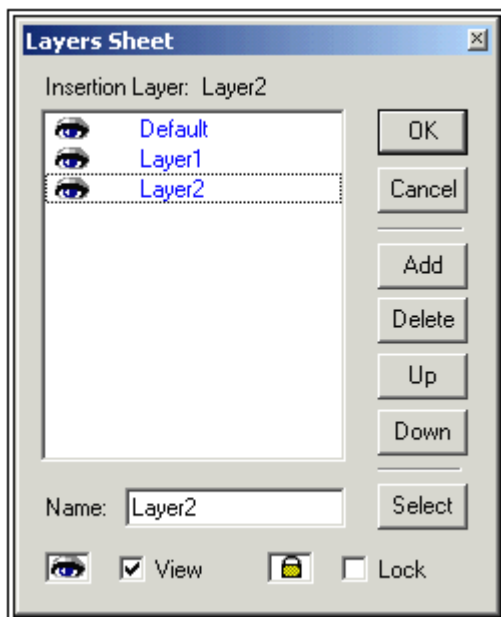 Layers Sheet
Insertion Layer: Layer2
Default
Layer1
Layer2
OK
Cancel
Add
Delete
Up
Down
Name: Layer2
Select
View
Lock